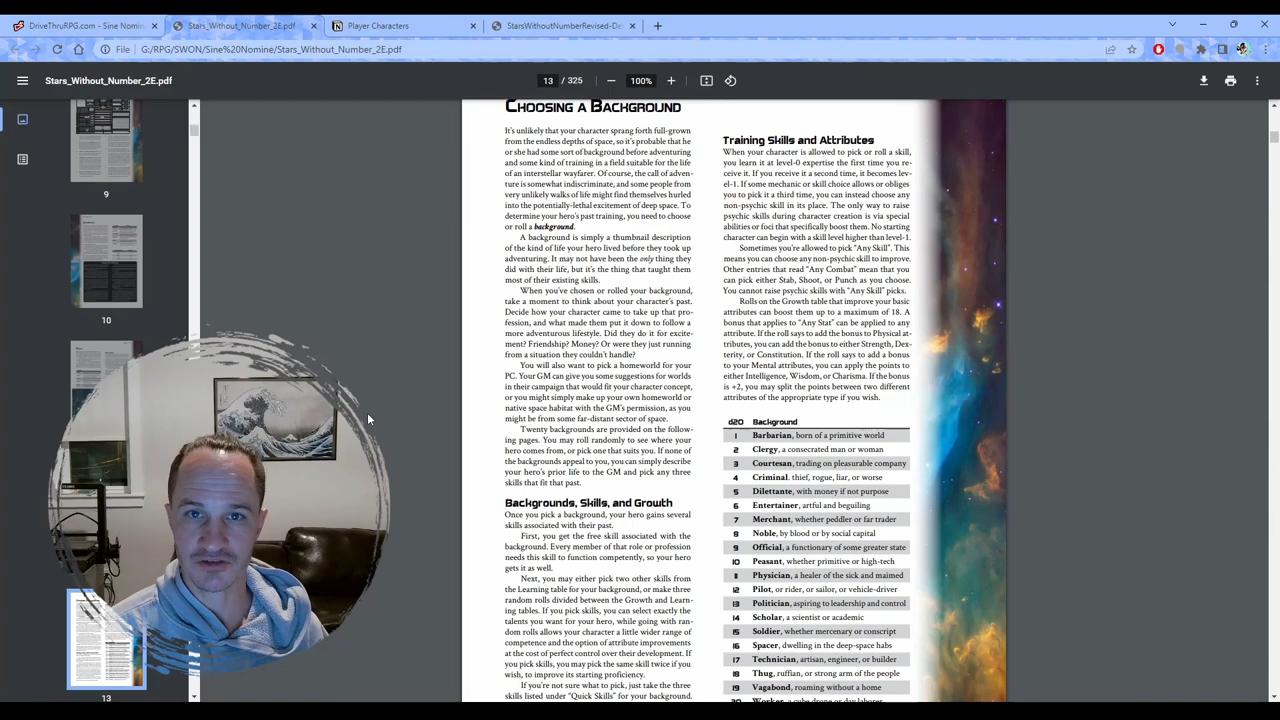 DriveThruRPG.com - Sine Nomin
Stars_Without_Number_2E.pdf
Player Characters
StarsWithoutNumberRevised-De
File
G:/RPG/SWON/Sine%20Nomine/Stars_Without_Number_2E.pdf
Stars_Without_Number_2E.pdf
13 / 325
100%
9
10
13
Choosing a Background
It's unlikely that your character sprang forth full-grown
from the endless depths of space, so it's probable that he
or she had some sort of background before adventuring
and some kind of training in a field suitable for the life
of an interstellar wayfarer. Of course, the call of adven-
ture is somewhat indiscriminate, and some people from
very unlikely walks of life might find themselves hurled
into the potentially-lethal excitement of deep space. To
determine your hero's past training, you need to choose
or roll a background.
A background is simply a thumbnail description
of the kind of life your hero lived before they took up
adventuring. It may not have been the only thing they
did with their life, but it's the thing that taught them
most of their existing skills.
When you've chosen or rolled your background,
take a moment to think about your character's past.
Decide how your character came to take up that pro-
fession, and what made them put it down to follow a
more adventurous lifestyle. Did they do it for excite-
ment? Friendship? Money? Or were they just running
from a situation they couldn't handle?
You will also want to pick a homeworld for your
PC. Your GM can give you some suggestions for worlds
in their campaign that would fit your character concept,
or you might simply make up your own homeworld or
native space habitat with the GM's permission, as you
might be from some far-distant sector of space.
Twenty backgrounds are provided on the follow-
ing pages. You may roll randomly to see where your
hero comes from, or pick one that suits you. If none of
the backgrounds appeal to you, you can simply describe
your hero's prior life to the GM and pick any three
skills that fit that past.
Backgrounds, Skills, and Growth
Once you pick a background, your hero gains several
skills associated with their past.
First, you get the free skill associated with the
background. Every member of that role or profession
needs this skill to function competently, so your hero
gets it as well.
Next, you may either pick two other skills from
the Learning table for your background, or make three
random rolls divided between the Growth and Learn-
ing tables. If you pick skills, you can select exactly the
talents you want for your hero, while going with ran-
dom rolls allows your character a little wider range of
competence and the option of attribute improvements
at the cost of perfect control over their development. If
you pick skills, you may pick the same skill twice if you
wish, to improve its starting proficiency.
If you're not sure what to pick, just take the three
skills listed under "Quick Skills" for your background.
Training Skills and Attributes
When your character is allowed to pick or roll a skill,
you learn it at level-0 expertise the first time you re-
ceive it. If you receive it a second time, it becomes lev-
el-1. If some mechanic or skill choice allows or obliges
you to pick it a third time, you can instead choose any
non-psychic skill in its place. The only way to raise
psychic skills during character creation is via special
abilities or foci that specifically boost them. No starting
character can begin with a skill level higher than level-1.
Sometimes you're allowed to pick "Any Skill". This
means you can choose any non-psychic skill to improve.
Other entries that read "Any Combat" mean that you
can pick either Stab, Shoot, or Punch as you choose.
You cannot raise psychic skills with "Any Skill" picks.
Rolls on the Growth table that improve your basic
attributes can boost them up to a maximum of 18. A
bonus that applies to "Any Stat" can be applied to any
attribute. If the roll says to add the bonus to Physical at-
tributes, you can add the bonus to either Strength, Dex-
terity, or Constitution. If the roll says to add a bonus
to your Mental attributes, you can apply the points to
either Intelligence, Wisdom, or Charisma. If the bonus
is +2, you may split the points between two different
attributes of the appropriate type if you wish.
d20 Background
1 Barbarian, born of a primitive world
2 Clergy, a consecrated man or woman
3 Courtesan, trading on pleasurable company
4 Criminal. thief, rogue, liar, or worse
5 Dilettante, with money if not purpose
6 Entertainer, artful and beguiling
7 Merchant, whether peddler or far trader
8 Noble, by blood or by social capital
9 Official, a functionary of some greater state
10 Peasant, whether primitive or high-tech
11 Physician, a healer of the sick and maimed
12 Pilot, or rider, or sailor, or vehicle-driver
13 Politician, aspiring to leadership and control
14 Scholar, a scientist or academic
15 Soldier, whether mercenary or conscript
16 Spacer, dwelling in the deep-space habs
17 Technician, artisan, engineer, or builder
18 Thug, ruffian, or strong arm of the people
19 Vagabond, roaming without a home
20 Worker, a cube drone or day laborer